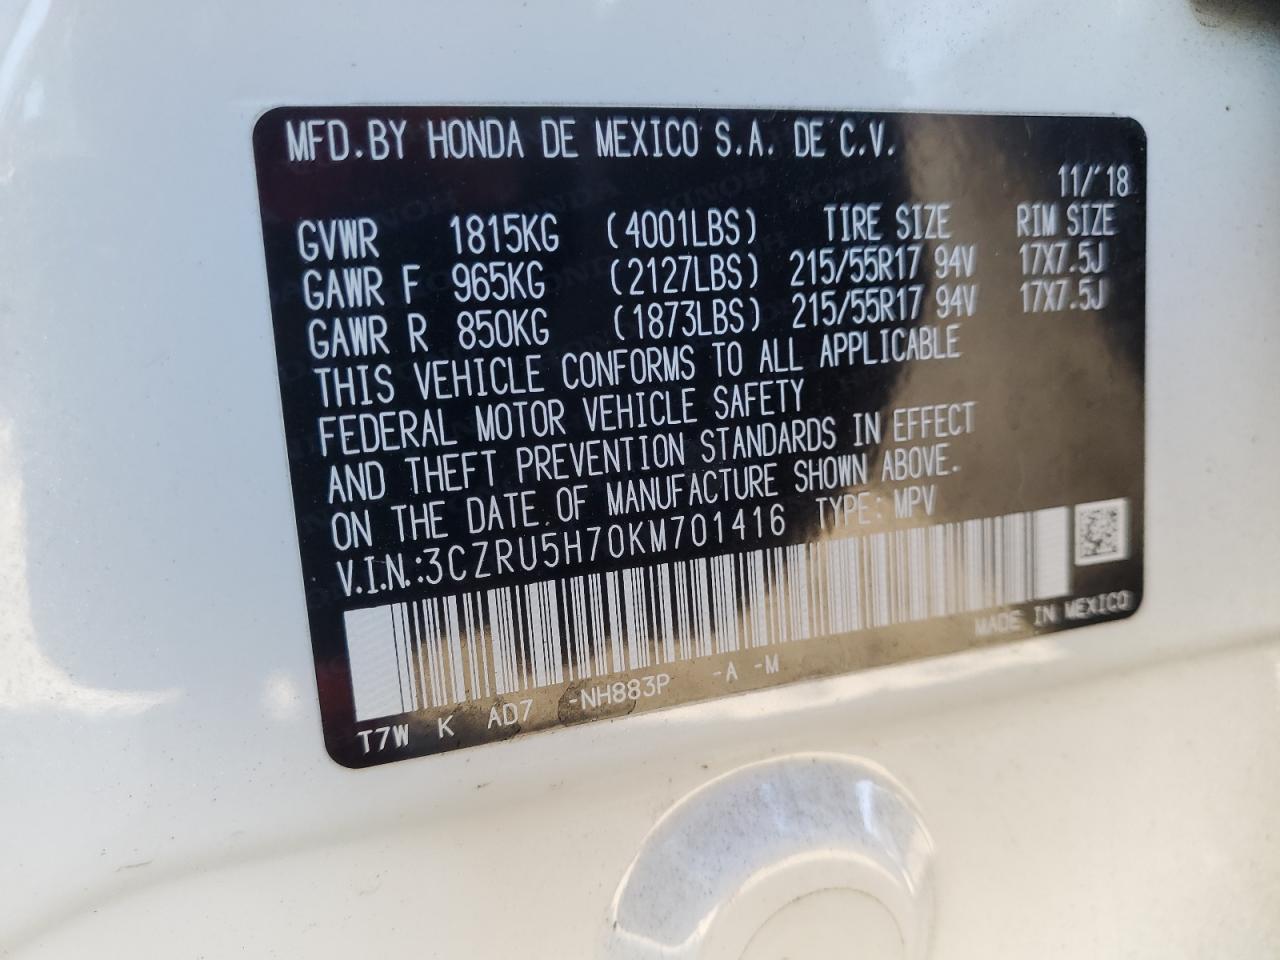 MFD.BY HONDA DE MEXICO S.A. DE C.V.
11/'18
GVWR 1815KG (4001LBS) TIRE SIZE RIM SIZE
GAWR F 965KG (2127LBS) 215/55R17 94V 17X7.5J
GAWR R 850KG (1873LBS) 215/55R17 94V 17X7.5J
THIS VEHICLE CONFORMS TO ALL APPLICABLE
FEDERAL MOTOR VEHICLE SAFETY
AND THEFT PREVENTION STANDARDS IN EFFECT
ON THE DATE OF MANUFACTURE SHOWN ABOVE.
V.I.N.:3CZRU5H70KM701416 TYPE: MPV
MADE IN MEXICO
T7W K AD7 -NH883P -A -M